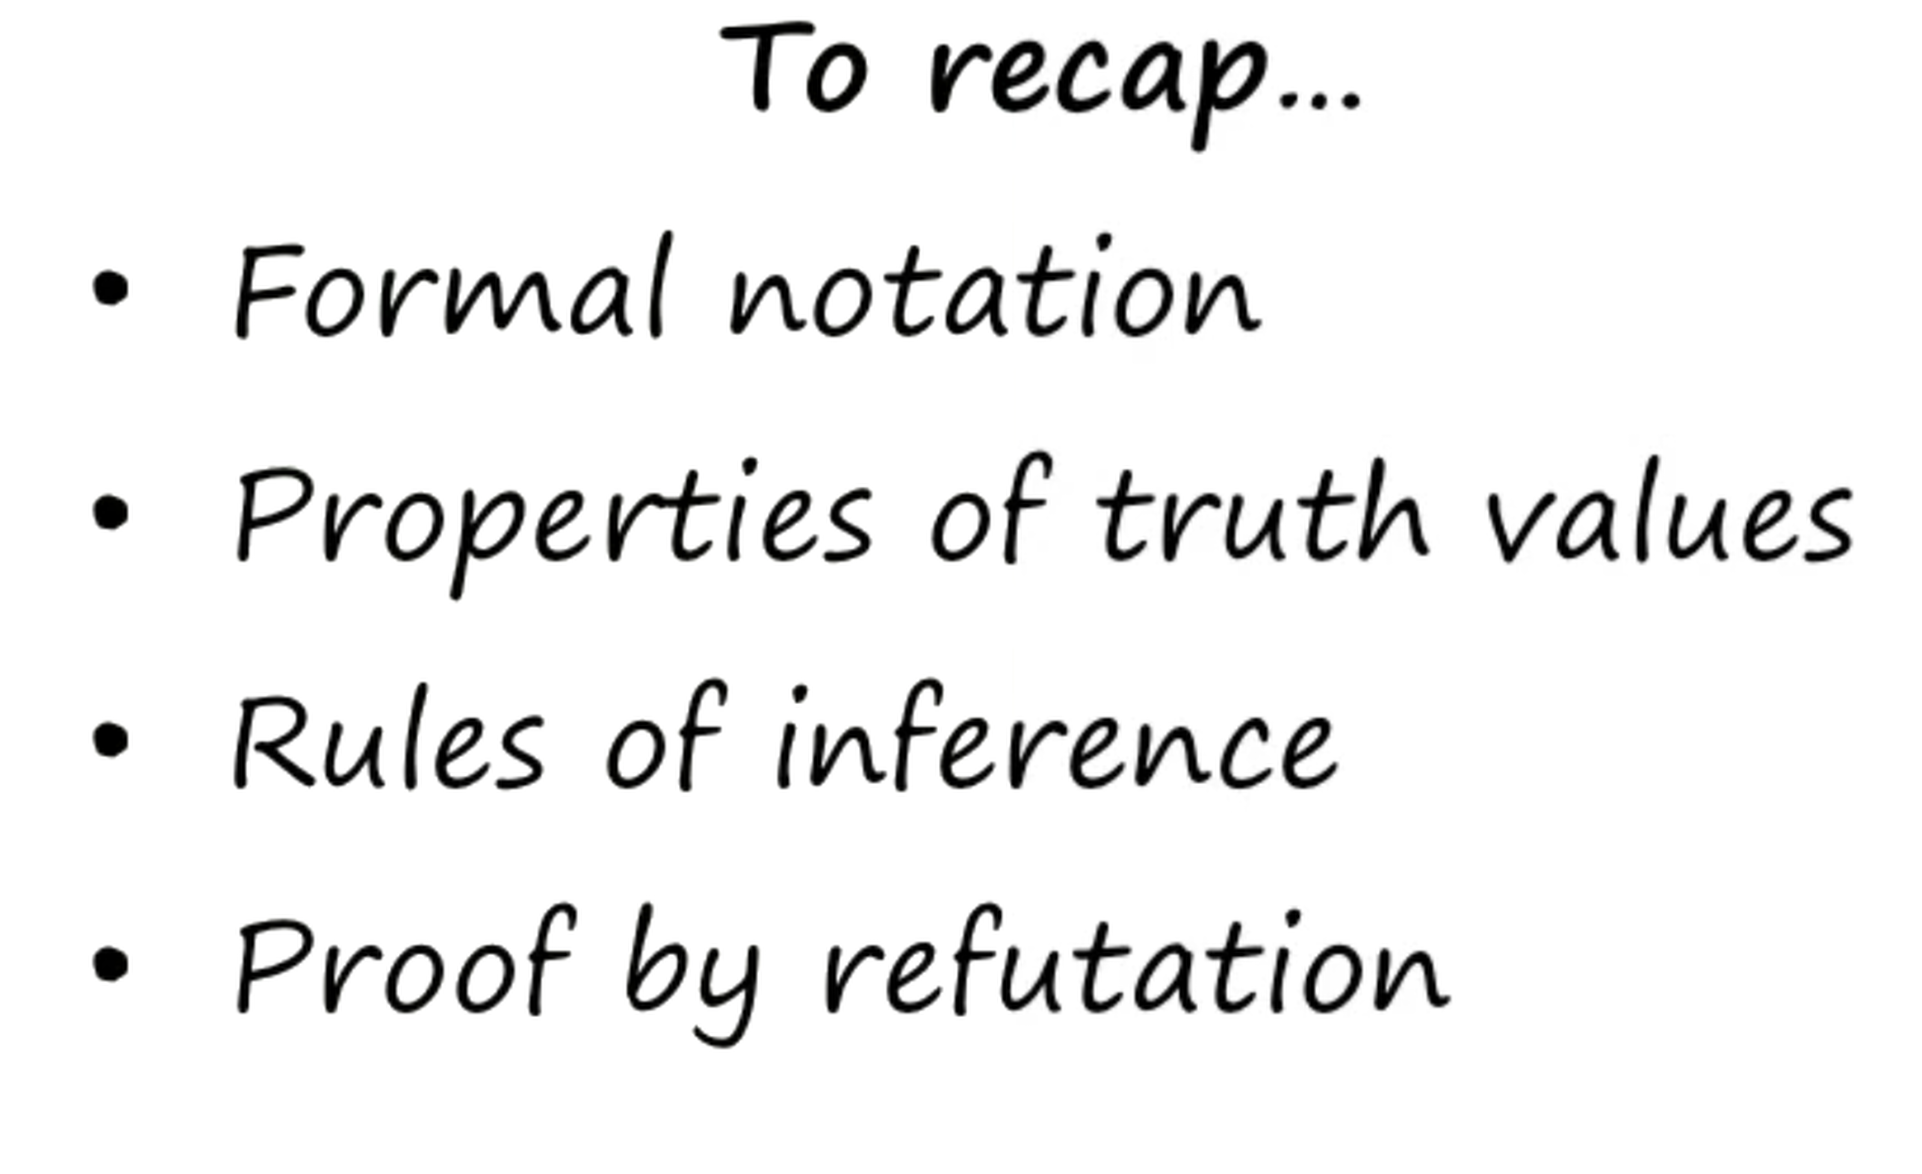 To recap...
• Formal notation
• Properties of truth values
• Rules of inference
• Proof by refutation